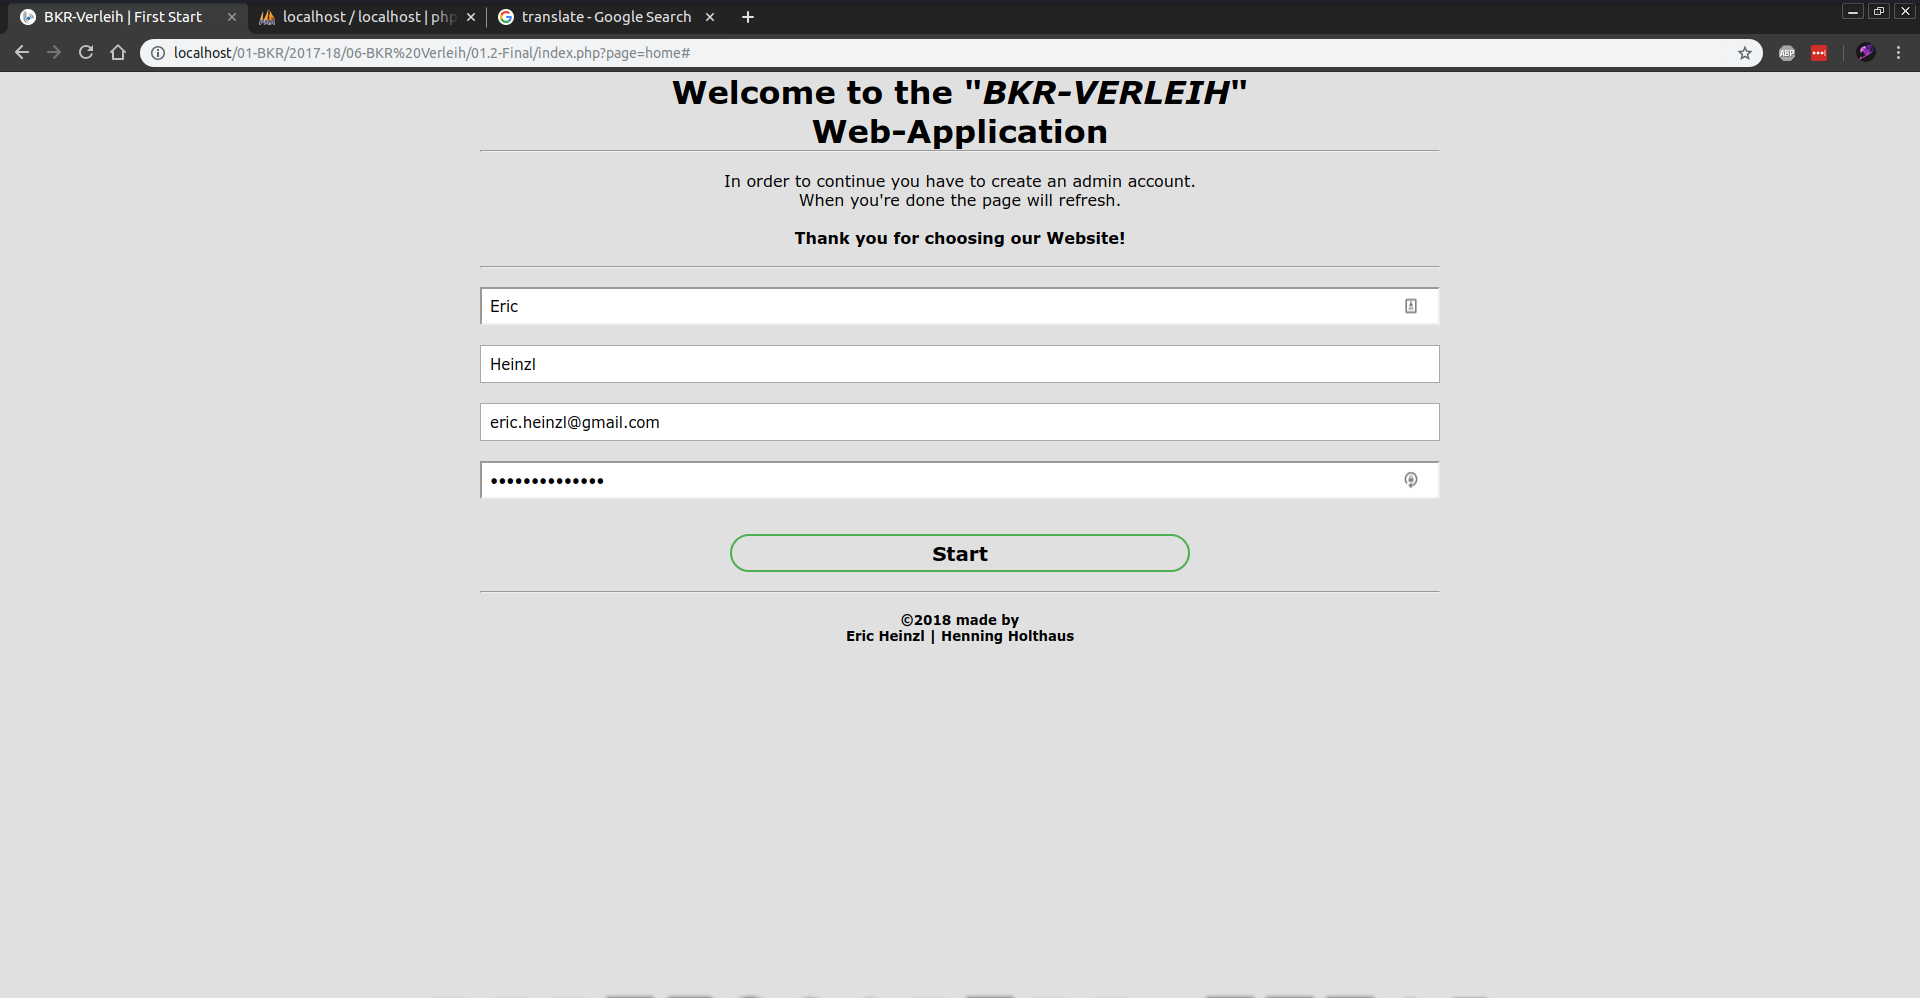 BKR-Verleih | First Start
localhost / localhost | php
translate - Google Search
localhost/01-BKR/2017-18/06-BKR%20Verleih/01.2-Final/index.php?page=home#
ABP
Welcome to the "BKR-VERLEIH"
Web-Application
In order to continue you have to create an admin account.
When you're done the page will refresh.
Thank you for choosing our Website!
Eric
Heinzl
eric.heinzl@gmail.com
••••••••••••••
Start
©2018 made by
Eric Heinzl | Henning Holthaus